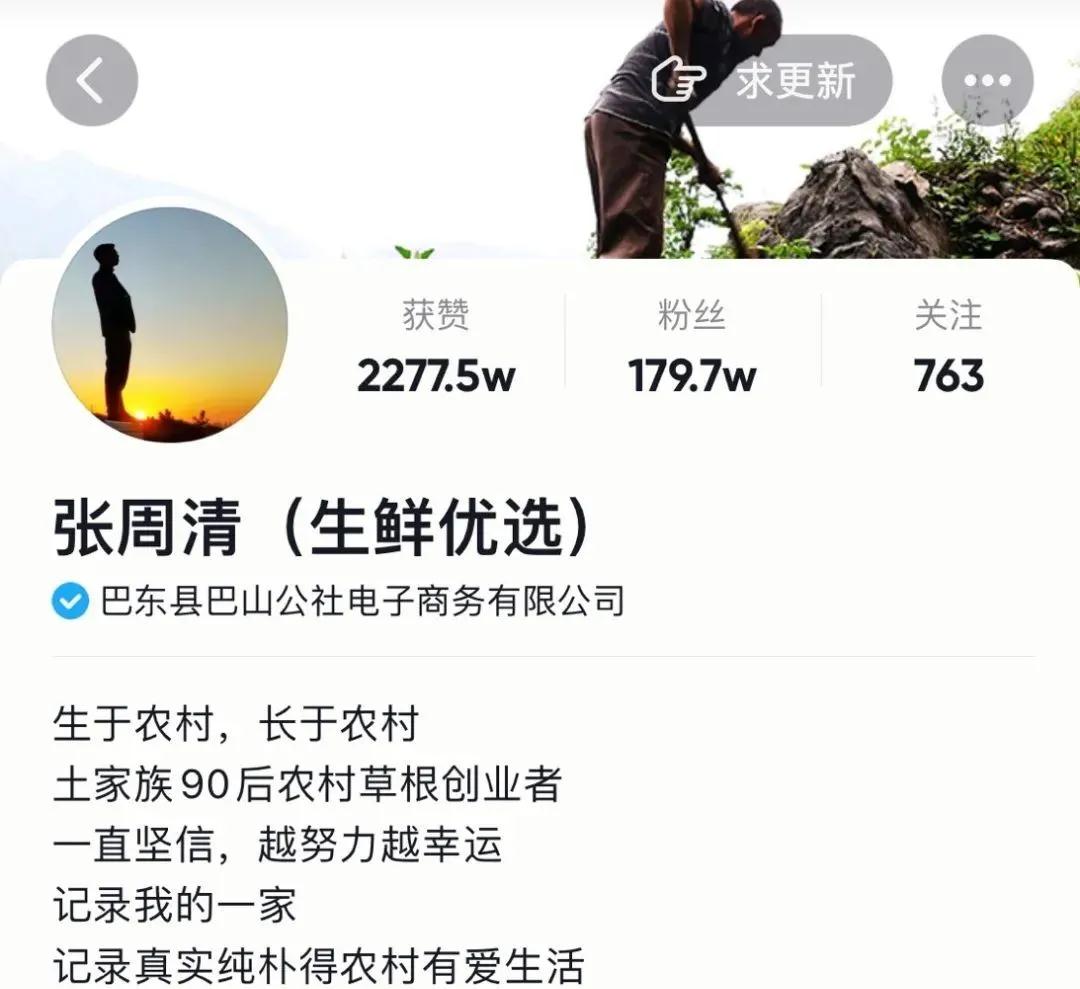 求更新
获赞 粉丝 关注
2277.5w 179.7w 763
张周清（生鲜优选）
巴东县巴山公社电子商务有限公司
生于农村，长于农村
土家族90后农村草根创业者
一直坚信，越努力越幸运
记录我的一家
记录真实纯朴得农村有爱生活